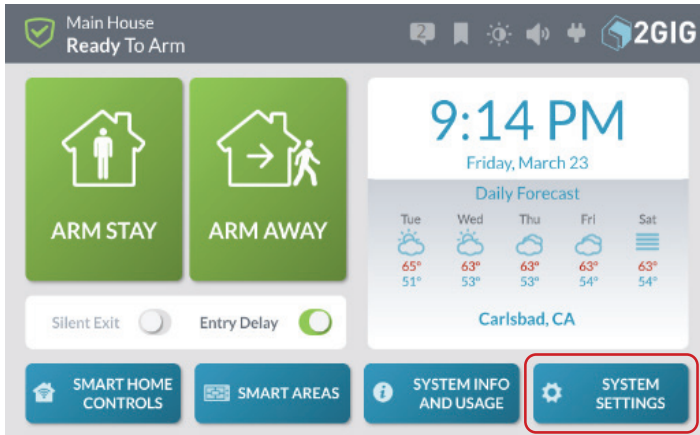 Main House
Ready To Arm
2
2GIG
ARM STAY
ARM AWAY
9:14 PM
Friday, March 23
Daily Forecast
Tue Wed Thu Fri Sat
65° 63° 63° 63° 63°
51° 53° 53° 54° 54°
Carlsbad, CA
Silent Exit
Entry Delay
SMART HOME
CONTROLS
SMART AREAS
SYSTEM INFO
AND USAGE
SYSTEM
SETTINGS